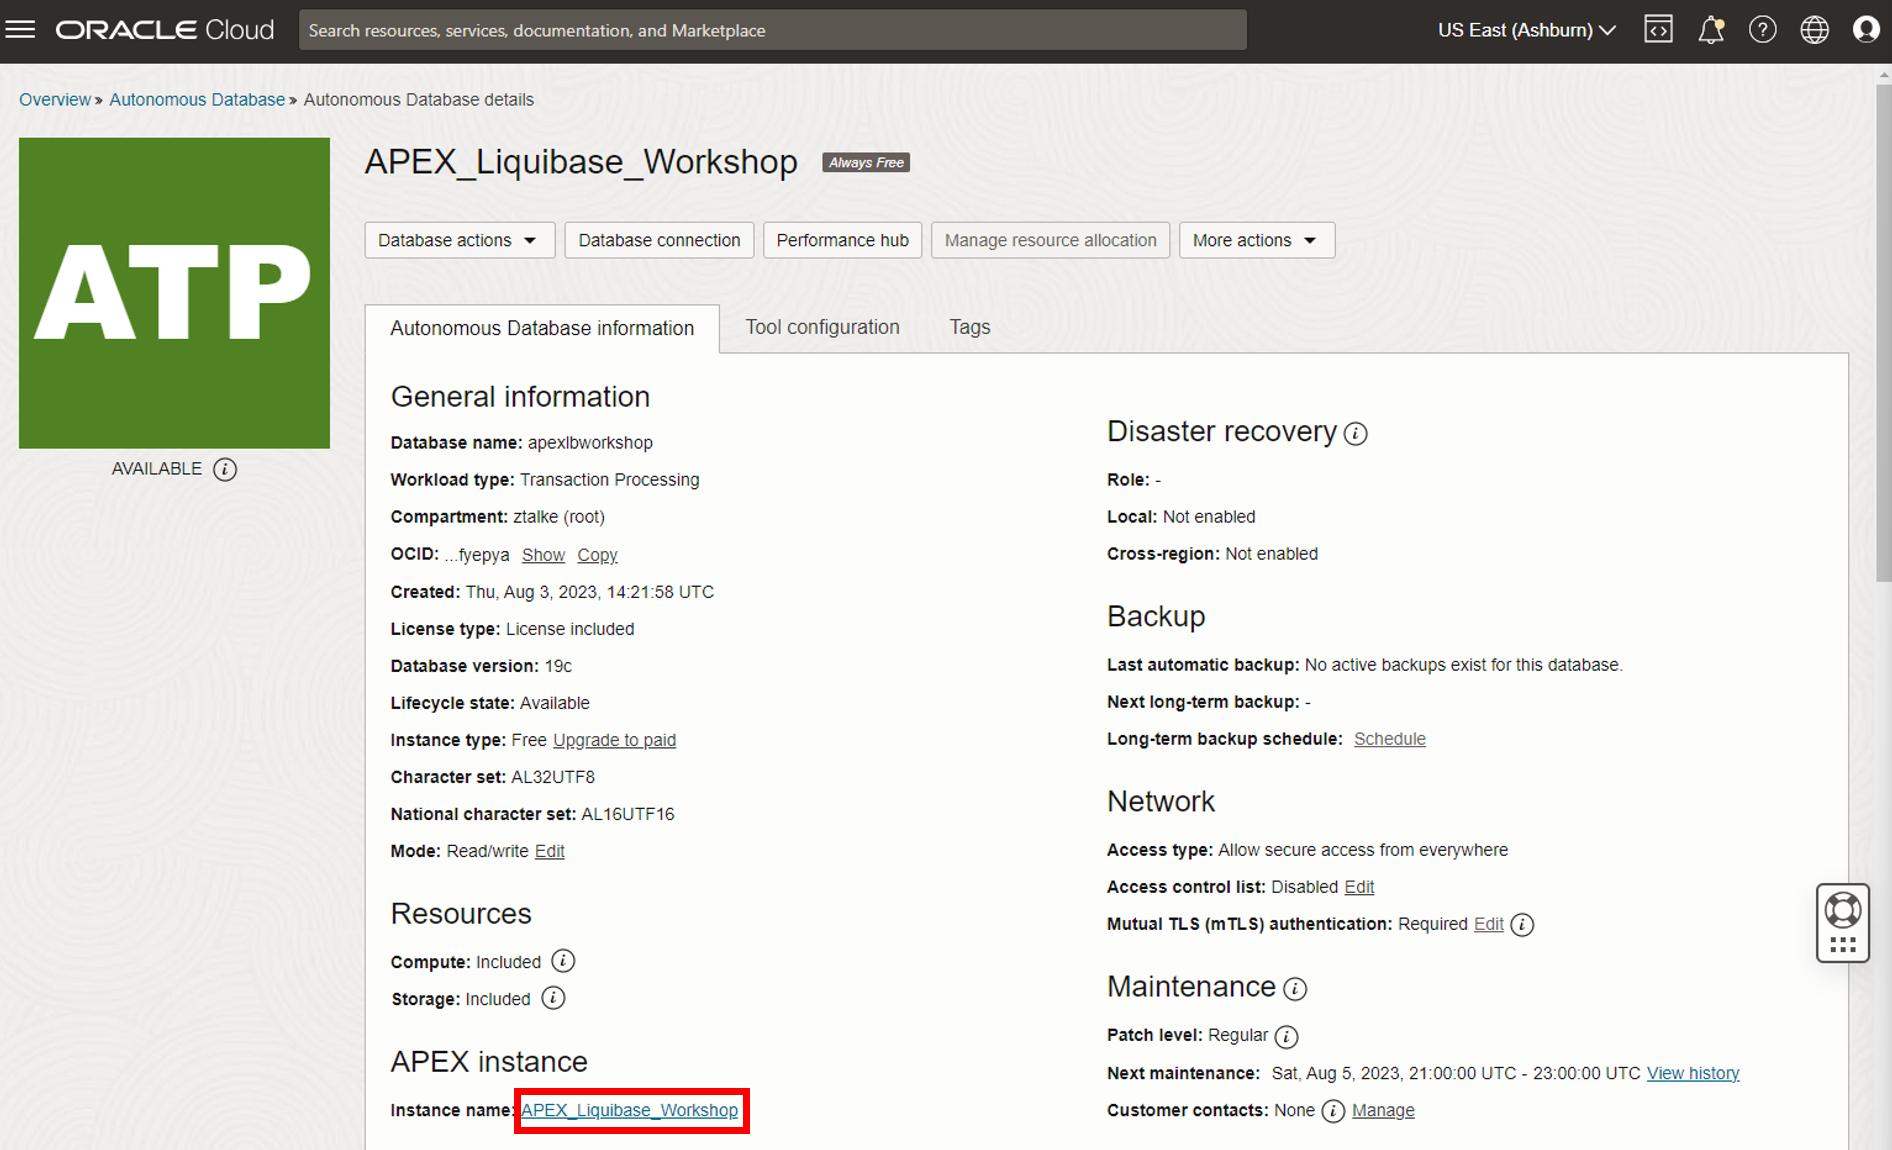 ORACLE Cloud
Search resources, services, documentation, and Marketplace
US East (Ashburn)
Overview » Autonomous Database » Autonomous Database details
ATP
AVAILABLE
APEX_Liquibase_Workshop Always Free
Database actions Database connection Performance hub Manage resource allocation More actions
Autonomous Database information Tool configuration Tags
General information
Database name: apexlbworkshop
Workload type: Transaction Processing
Compartment: ztalke (root)
OCID: ...fyepya Show Copy
Created: Thu, Aug 3, 2023, 14:21:58 UTC
License type: License included
Database version: 19c
Lifecycle state: Available
Instance type: Free Upgrade to paid
Character set: AL32UTF8
National character set: AL16UTF16
Mode: Read/write Edit
Resources
Compute: Included
Storage: Included
APEX instance
Instance name: APEX_Liquibase_Workshop
Disaster recovery
Role: -
Local: Not enabled
Cross-region: Not enabled
Backup
Last automatic backup: No active backups exist for this database.
Next long-term backup: -
Long-term backup schedule: Schedule
Network
Access type: Allow secure access from everywhere
Access control list: Disabled Edit
Mutual TLS (mTLS) authentication: Required Edit
Maintenance
Patch level: Regular
Next maintenance: Sat, Aug 5, 2023, 21:00:00 UTC - 23:00:00 UTC View history
Customer contacts: None Manage